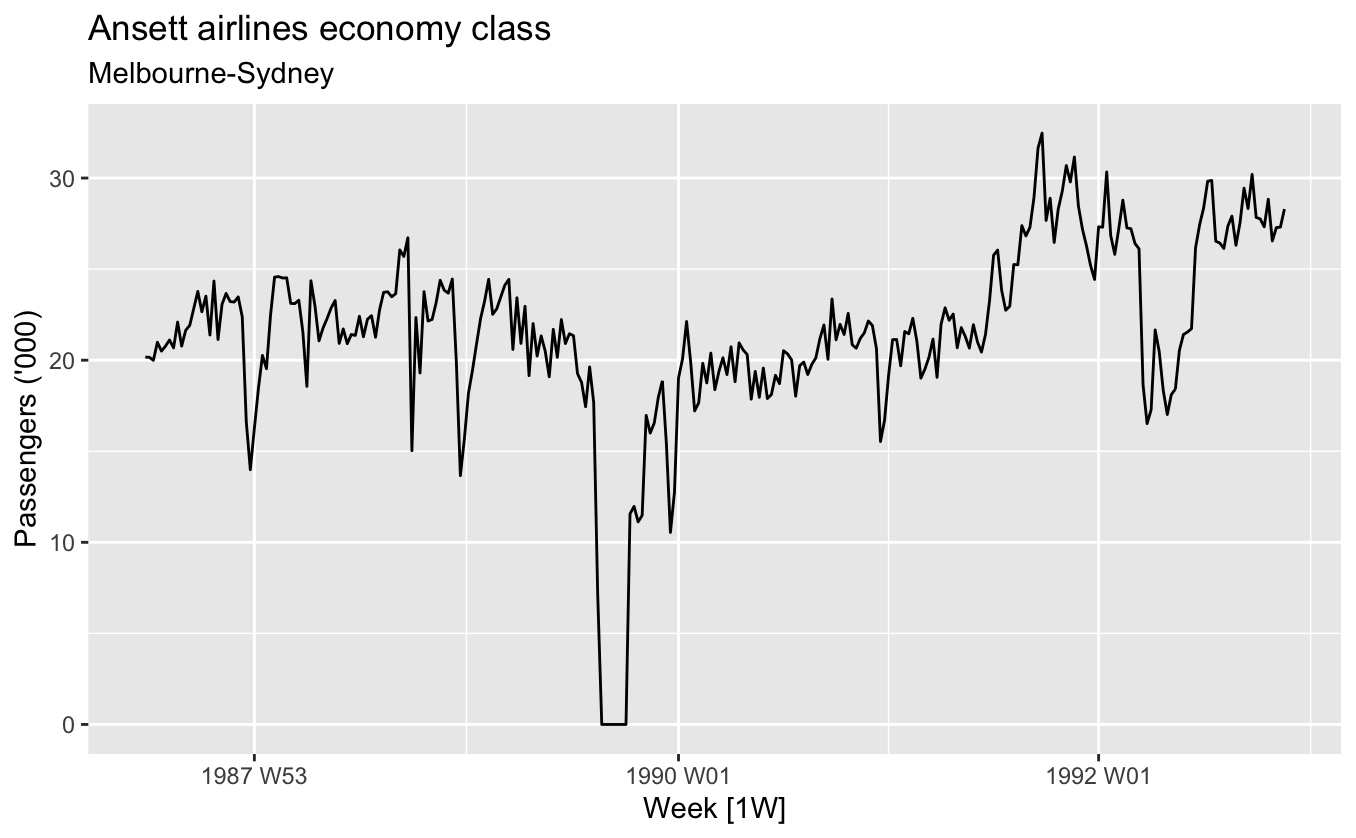 Ansett airlines economy class
Melbourne-Sydney
Passengers ('000)
30
20
10
0
1987 W53
1990 W01
1992 W01
Week [1W]